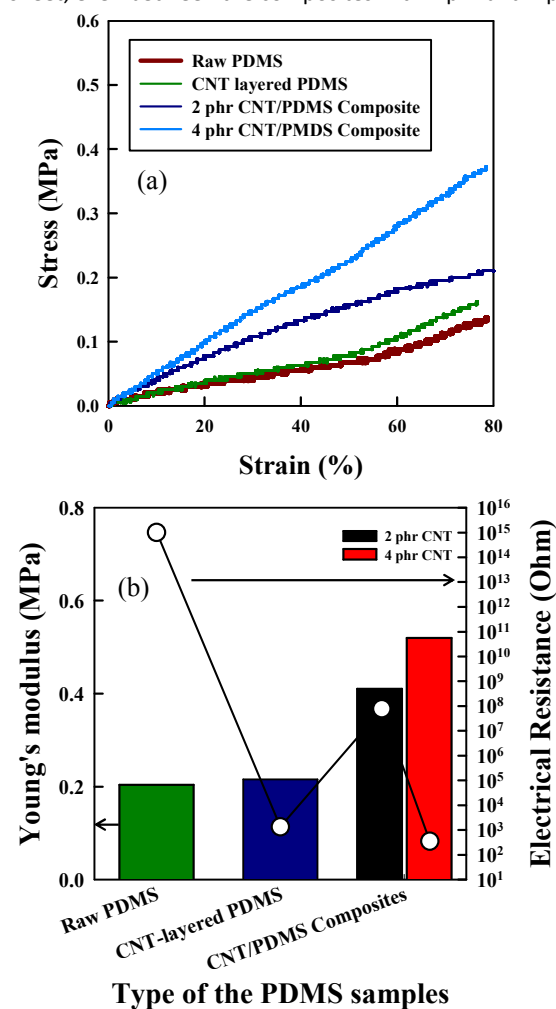 0.6
0.5
0.4
0.3
0.2
0.1
0.0
Stress (MPa)
Raw PDMS
CNT layered PDMS
2 phr CNT/PDMS Composite
4 phr CNT/PMDS Composite
(a)
0 20 40 60 80
Strain (%)
0.8
0.6
0.4
0.2
0.0
Young's modulus (MPa)
(b)
2 phr CNT
4 phr CNT
10^16
10^15
10^14
10^13
10^12
10^11
10^10
10^9
10^8
10^7
10^6
10^5
10^4
10^3
10^2
10^1
Electrical Resistance (Ohm)
Raw PDMS
CNT-layered PDMS
CNT/PDMS Composites
Type of the PDMS samples